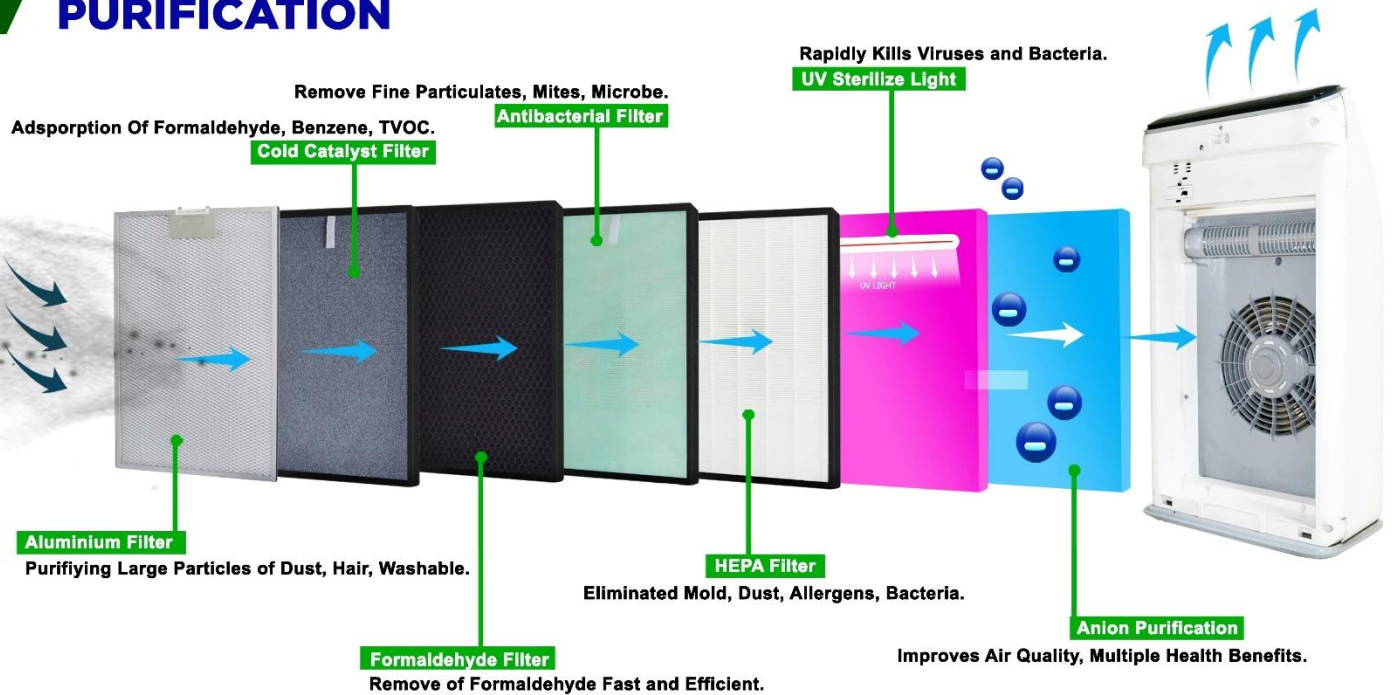 PURIFICATION
Rapidly Kills Viruses and Bacteria.
UV Sterilize Light
Remove Fine Particulates, Mites, Microbe.
Antibacterial Filter
Adsporption Of Formaldehyde, Benzene, TVOC.
Cold Catalyst Filter
UV LIGHT
Aluminium Filter
Purifiying Large Particles of Dust, Hair, Washable.
HEPA Filter
Eliminated Mold, Dust, Allergens, Bacteria.
Anion Purification
Improves Air Quality, Multiple Health Benefits.
Formaldehyde Filter
Remove of Formaldehyde Fast and Efficient.